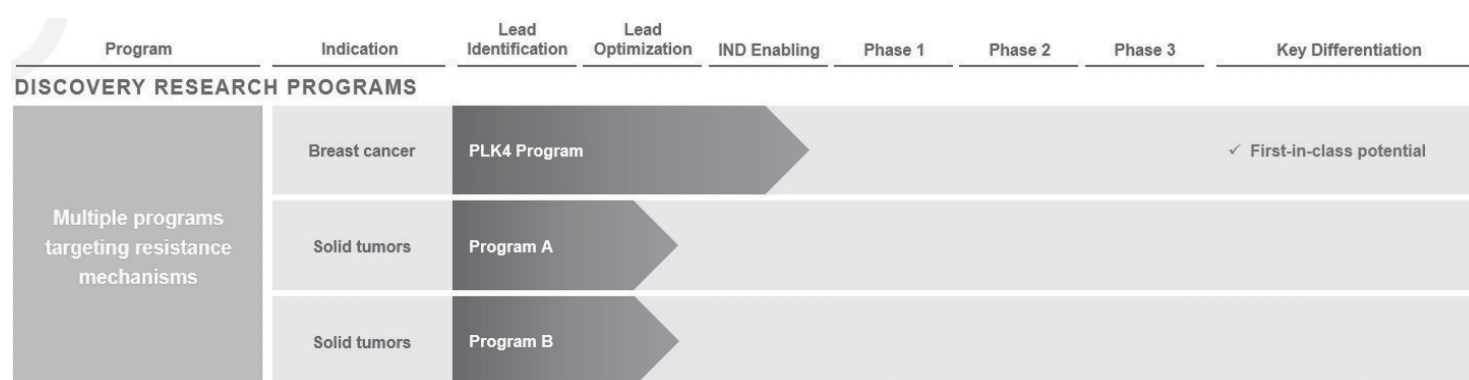 Program
Indication
Lead
Identification
Lead
Optimization
IND Enabling
Phase 1
Phase 2
Phase 3
Key Differentiation
DISCOVERY RESEARCH PROGRAMS
Multiple programs
targeting resistance
mechanisms
Breast cancer
PLK4 Program
✓ First-in-class potential
Solid tumors
Program A
Solid tumors
Program B